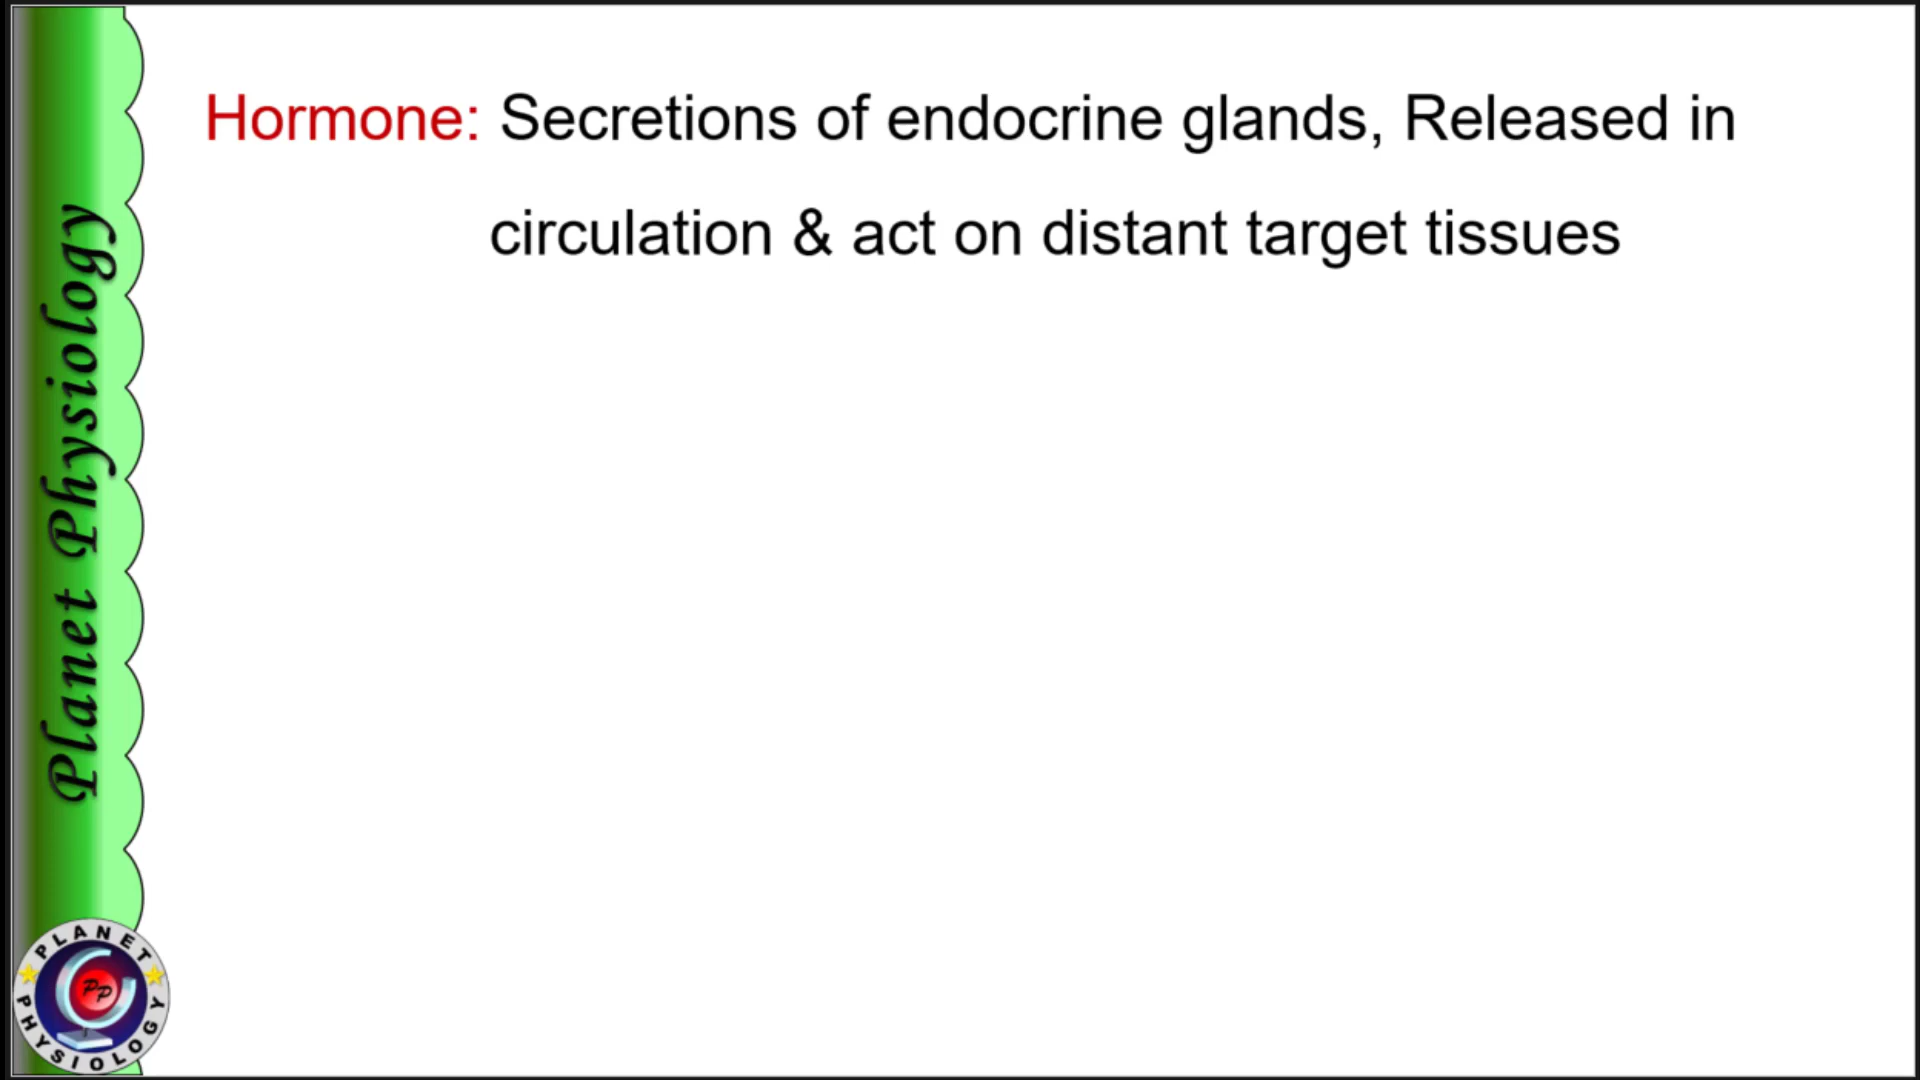 Hormone: Secretions of endocrine glands, Released in
circulation & act on distant target tissues
Planet Physiology
PLANET
PHYSIOLOGY
PP